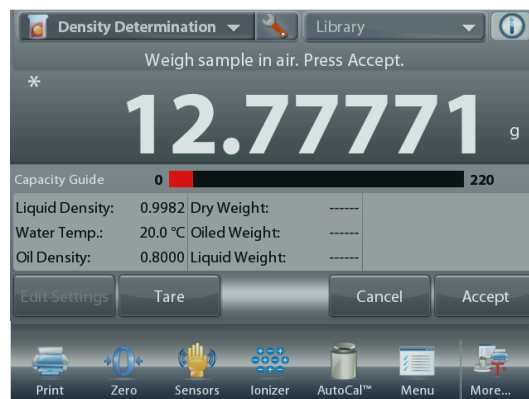 Density Determination
Library
Weigh sample in air. Press Accept.
*
12.77771 g
Capacity Guide 0 220
Liquid Density: 0.9982 Dry Weight: ------
Water Temp.: 20.0 °C Oiled Weight: ------
Oil Density: 0.8000 Liquid Weight: ------
Edit Settings Tare Cancel Accept
Print Zero Sensors Ionizer AutoCal™ Menu More...